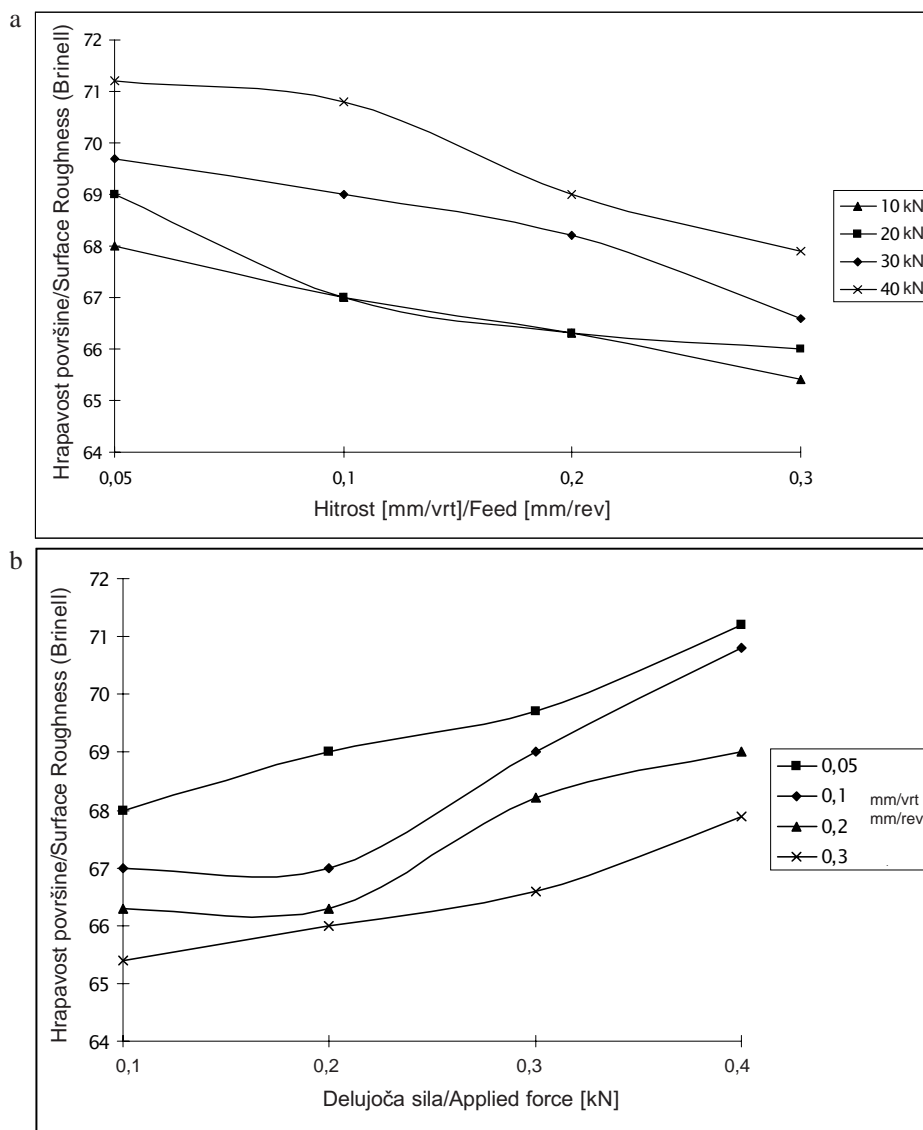 a
Hrapavost površine/Surface Roughness (Brinell)
72
71
70
69
68
67
66
65
64
0,05
0,1
0,2
0,3
Hitrost [mm/vrt]/Feed [mm/rev]
10 kN
20 kN
30 kN
40 kN
b
Hrapavost površine/Surface Roughness (Brinell)
72
71
70
69
68
67
66
65
64
0,1
0,2
0,3
0,4
Delujoča sila/Applied force [kN]
0,05
0,1
0,2
0,3
mm/vrt
mm/rev